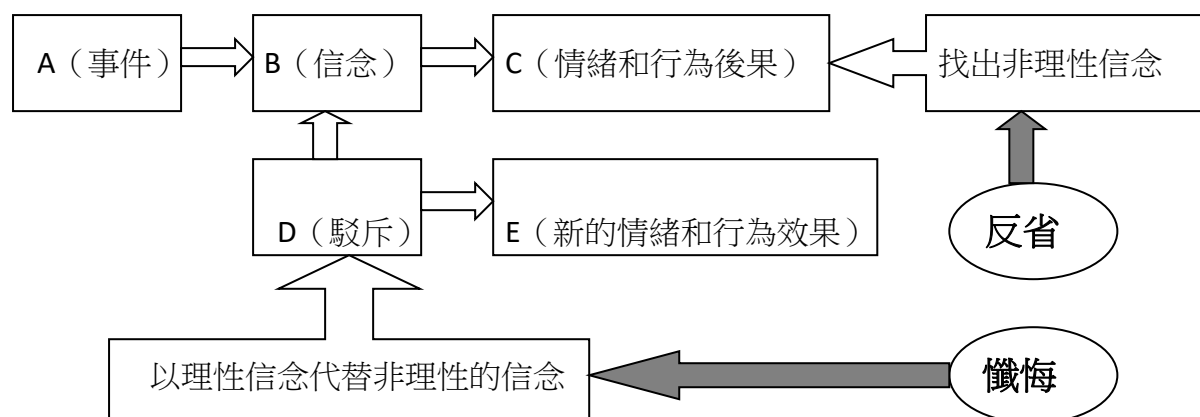 A（事件）
B（信念）
C（情緒和行為後果）
找出非理性信念
D（駁斥）
E（新的情緒和行為效果）
反省
以理性信念代替非理性的信念
懺悔